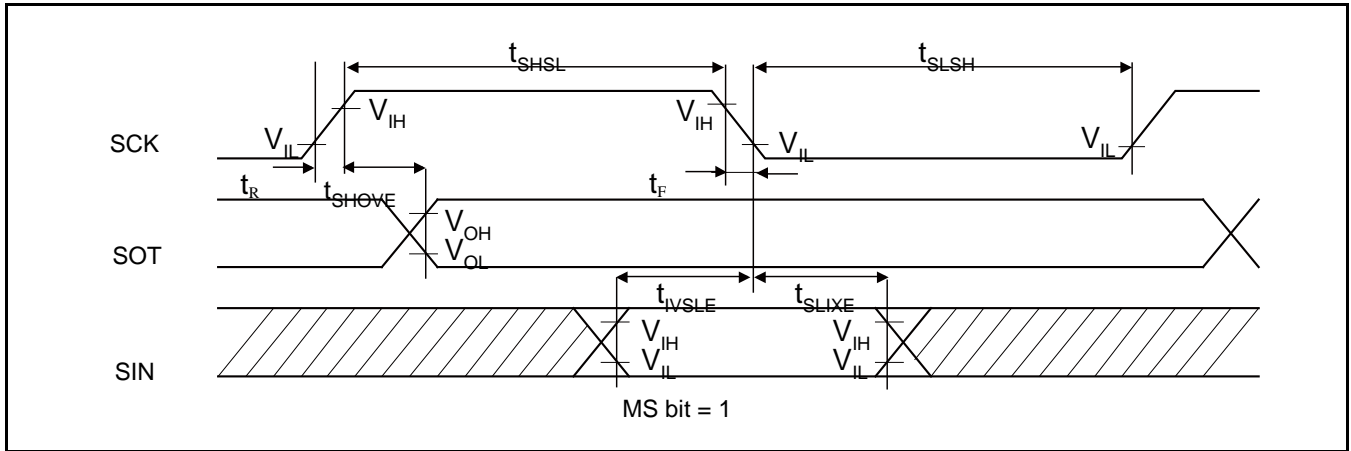 tSHSL
tSLSH
VIH
VIH
SCK
VIL
VIL
VIL
tR
tSHOVE
tF
VOH
SOT
VOL
tIVSLE
tSLIXE
VIH
VIH
VIL
VIL
SIN
MS bit = 1